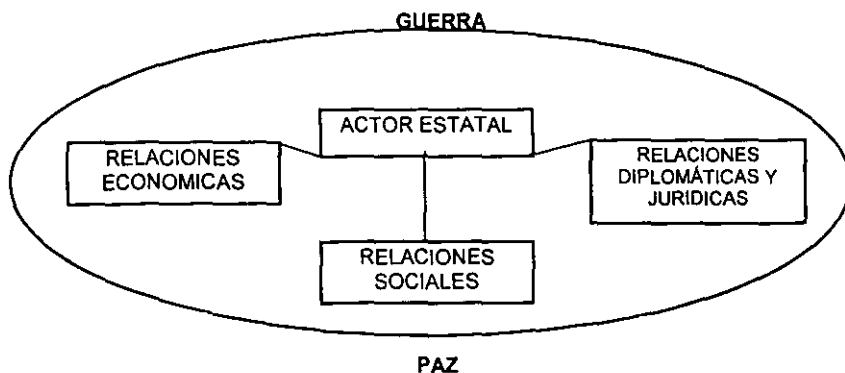 GUERRA
ACTOR ESTATAL
RELACIONES
ECONOMICAS
RELACIONES
DIPLOMÁTICAS Y
JURIDICAS
RELACIONES
SOCIALES
PAZ